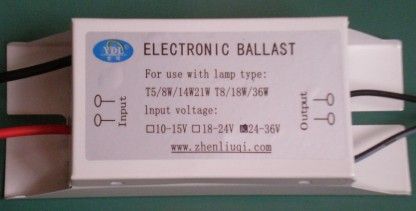 YDL
ELECTRONIC BALLAST
For use with lamp type:
T5/8W/14W21W T8/18W/36W
Input voltage:
10-15V 18-24V 24-36V
www.zhenliuqi.com
Input
Output